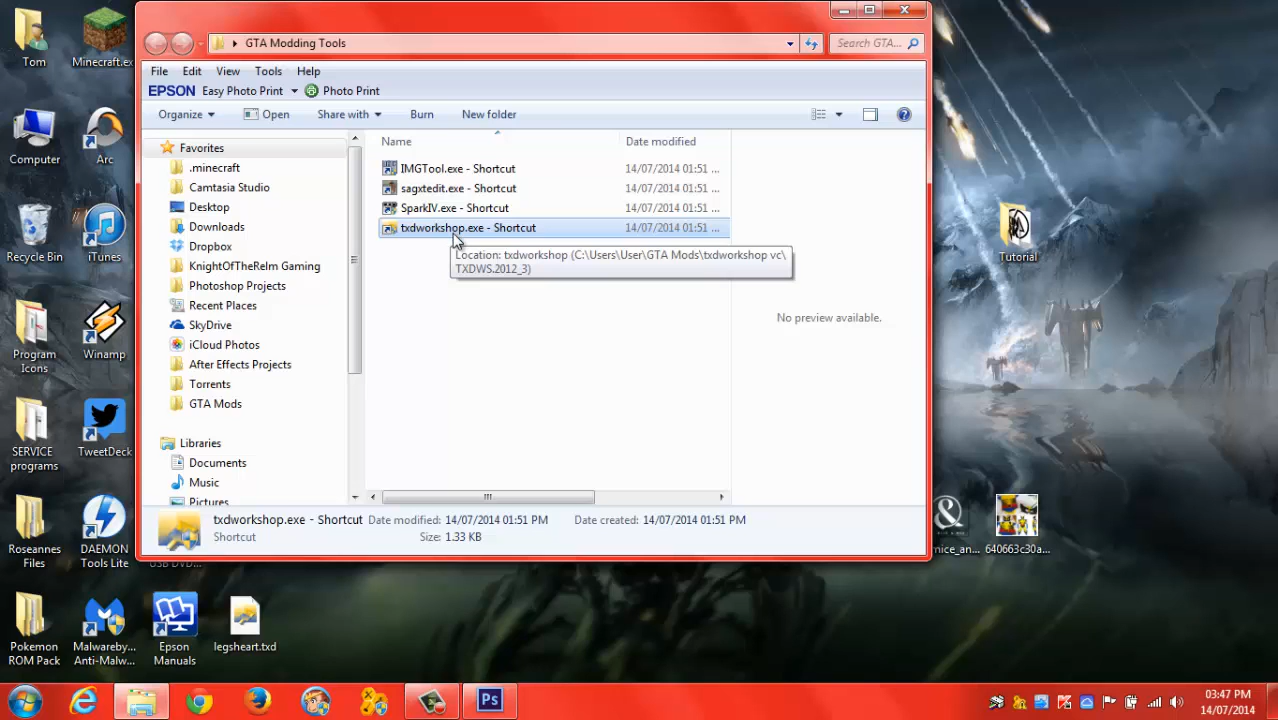 GTA Modding Tools
Search GTA...
File Edit View Tools Help
EPSON Easy Photo Print Photo Print
Organize Open Share with Burn New folder
Name Date modified
Favorites
.minecraft
Camtasia Studio
Desktop
Downloads
Dropbox
KnightOfTheRelm Gaming
Photoshop Projects
Recent Places
SkyDrive
iCloud Photos
After Effects Projects
Torrents
GTA Mods
Libraries
Documents
Music
Pictures
IMGTool.exe - Shortcut 14/07/2014 01:51 ...
sagxtedit.exe - Shortcut 14/07/2014 01:51 ...
SparkIV.exe - Shortcut 14/07/2014 01:51 ...
txdworkshop.exe - Shortcut 14/07/2014 01:51 ...
Location: txdworkshop (C:\Users\User\GTA Mods\txdworkshop vc\
TXDWS.2012_3)
No preview available.
txdworkshop.exe - Shortcut Date modified: 14/07/2014 01:51 PM Date created: 14/07/2014 01:51 PM
Shortcut Size: 1.33 KB
Tom
Minecraft.ex
Computer
Arc
Recycle Bin
iTunes
Program
Icons
Winamp
SERVICE
programs
TweetDeck
Roseannes
Files
DAEMON
Tools Lite
USB DVD...
Pokemon
ROM Pack
Malwareby...
Anti-Malw...
Epson
Manuals
legsheart.txd
Tutorial
&
nice_an...
640663c30a...
Ps
03:47 PM
14/07/2014